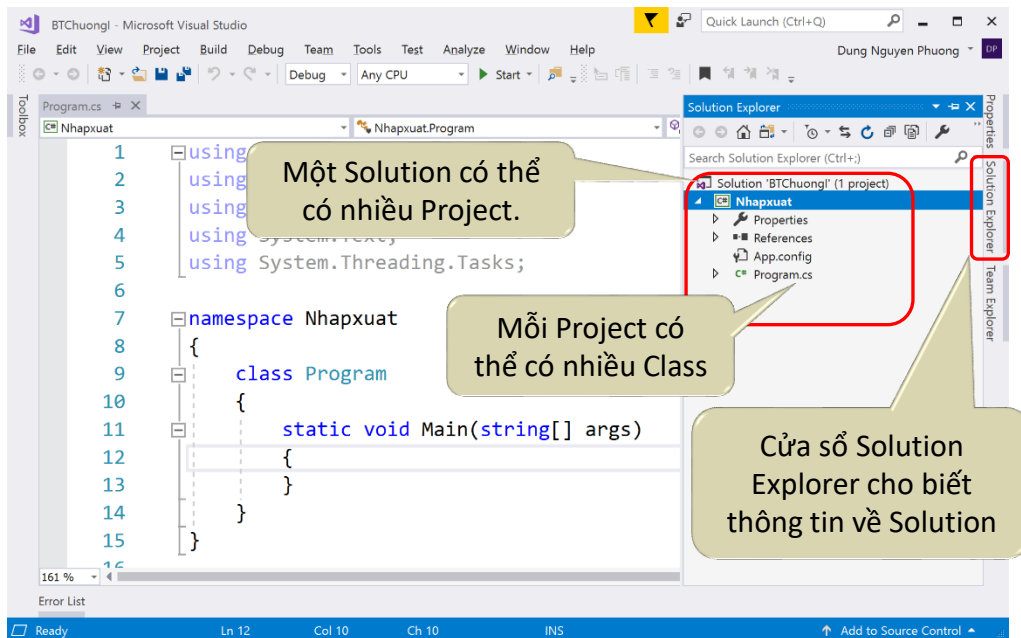 BTChuongI - Microsoft Visual Studio
Quick Launch (Ctrl+Q)
File Edit View Project Build Debug Team Tools Test Analyze Window Help
Dung Nguyen Phuong DP
Debug Any CPU Start
Toolbox
Program.cs
Nhapxuat
Nhapxuat.Program
1 using
2 using
3 using
4 using System.Text;
5 using System.Threading.Tasks;
6
7 namespace Nhapxuat
8 {
9 class Program
10 {
11 static void Main(string[] args)
12 {
13 }
14 }
15 }
16
161 %
Một Solution có thể
có nhiều Project.
Mỗi Project có
thể có nhiều Class
Solution Explorer
Search Solution Explorer (Ctrl+;)
Solution 'BTChuongI' (1 project)
C# Nhapxuat
Properties
References
App.config
C# Program.cs
Cửa sổ Solution
Explorer cho biết
thông tin về Solution
Properties
Solution Explorer
Team Explorer
Error List
Ready Ln 12 Col 10 Ch 10 INS Add to Source Control